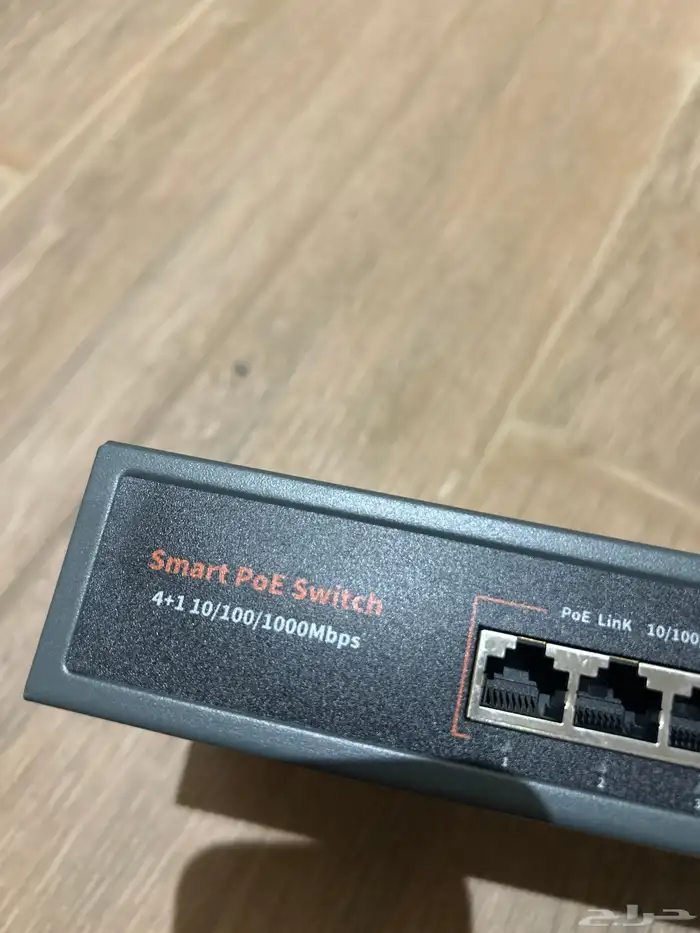 Smart PoE Switch
4+1 10/100/1000Mbps
PoE LinK 10/100
1
2
حراج